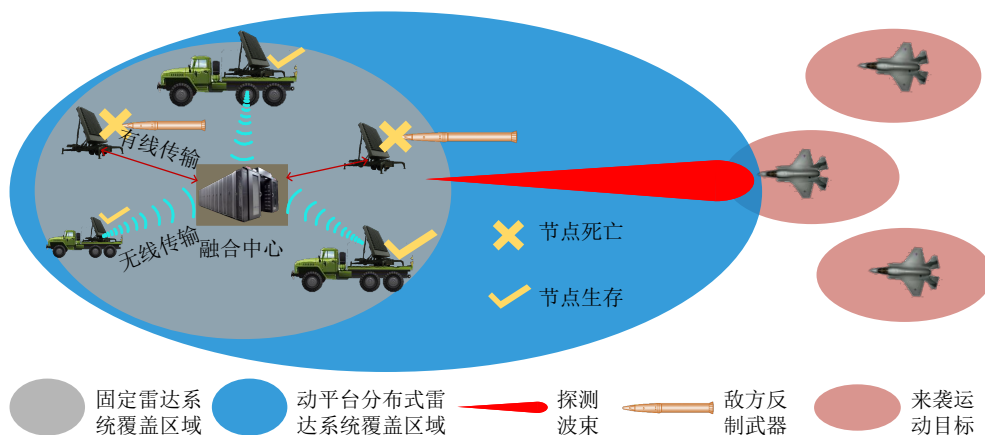 有线传输
无线传输
融合中心
节点死亡
节点生存
固定雷达系
统覆盖区域
动平台分布式雷
达系统覆盖区域
探测
波束
敌方反
制武器
来袭运
动目标